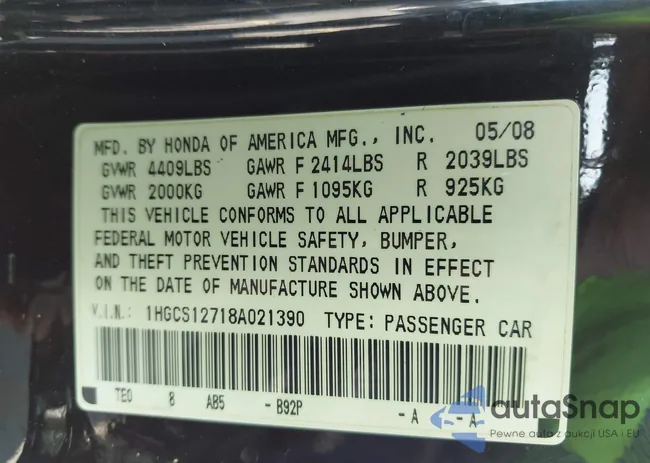 MFD. BY HONDA OF AMERICA MFG., INC. 05/08
GVWR 4409LBS GAWR F 2414LBS R 2039LBS
GVWR 2000KG GAWR F 1095KG R 925KG
THIS VEHICLE CONFORMS TO ALL APPLICABLE
FEDERAL MOTOR VEHICLE SAFETY, BUMPER,
AND THEFT PREVENTION STANDARDS IN EFFECT
ON THE DATE OF MANUFACTURE SHOWN ABOVE.
V.I.N.: 1HGCS12718A021390 TYPE: PASSENGER CAR
TE0 8 AB5 - B92P - A - A
autaSnap
Pewne auta z aukcji USA i EU